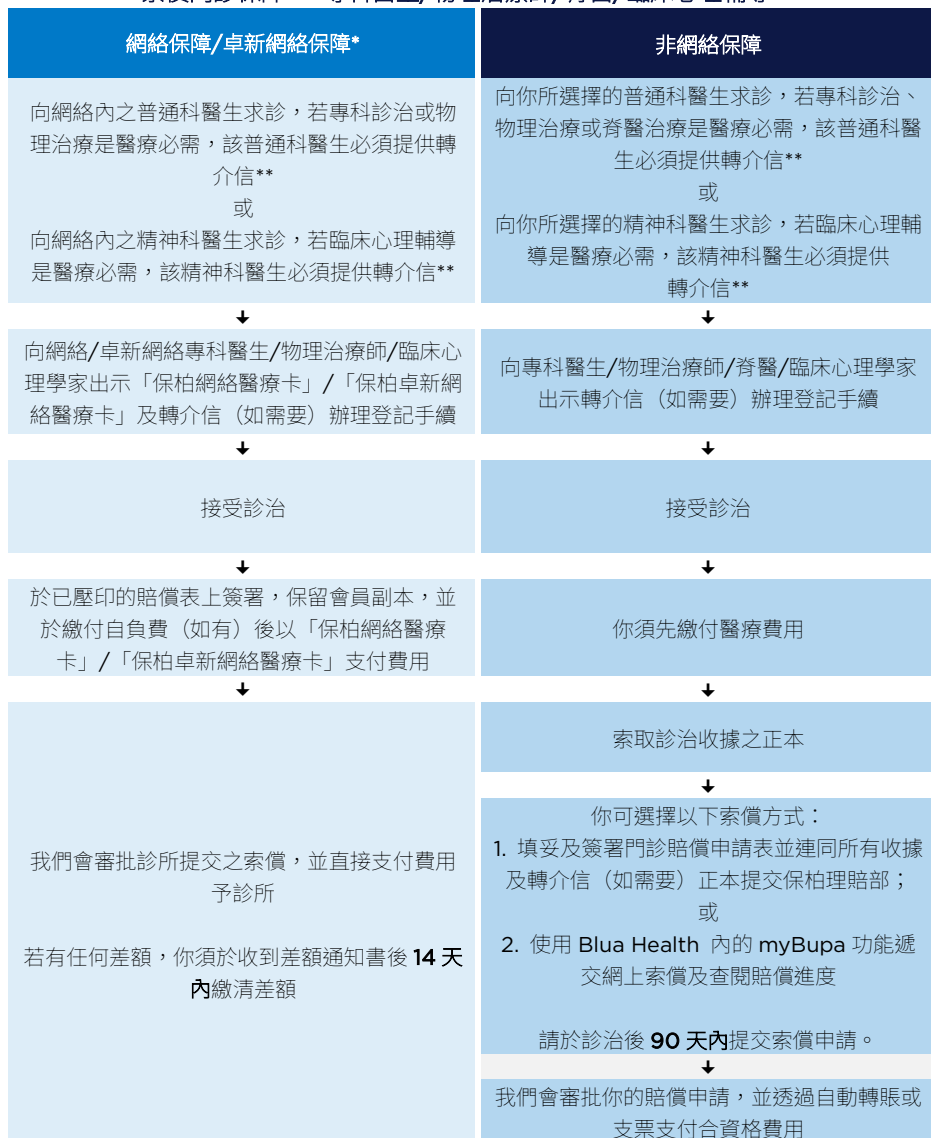 索償門診保障 — 專科醫生/物理治療師/脊醫/臨床心理輔導
網絡保障/卓新網絡保障*
向網絡內之普通科醫生求診，若專科診治或物
理治療是醫療必需，該普通科醫生必須提供轉
介信**
或
向網絡內之精神科醫生求診，若臨床心理輔導
是醫療必需，該精神科醫生必須提供轉介信**
向網絡/卓新網絡專科醫生/物理治療師/臨床心
理學家出示「保柏網絡醫療卡」/「保柏卓新網
絡醫療卡」及轉介信（如需要）辦理登記手續
接受診治
於已壓印的賠償表上簽署，保留會員副本，並
於繳付自負費（如有）後以「保柏網絡醫療
卡」/「保柏卓新網絡醫療卡」支付費用
我們會審批診所提交之索償，並直接支付費用
予診所
若有任何差額，你須於收到差額通知書後 14 天
內繳清差額
非網絡保障
向你所選擇的普通科醫生求診，若專科診治、
物理治療或脊醫治療是醫療必需，該普通科醫
生必須提供轉介信**
或
向你所選擇的精神科醫生求診，若臨床心理輔
導是醫療必需，該精神科醫生必須提供
轉介信**
向專科醫生/物理治療師/脊醫/臨床心理學家
出示轉介信（如需要）辦理登記手續
接受診治
你須先繳付醫療費用
索取診治收據之正本
你可選擇以下索償方式：
1. 填妥及簽署門診賠償申請表並連同所有收據
及轉介信（如需要）正本提交保柏理賠部；
或
2. 使用 Blua Health 內的 myBupa 功能遞
交網上索償及查閱賠償進度
請於診治後 90 天內提交索償申請。
我們會審批你的賠償申請，並透過自動轉賬或
支票支付合資格費用